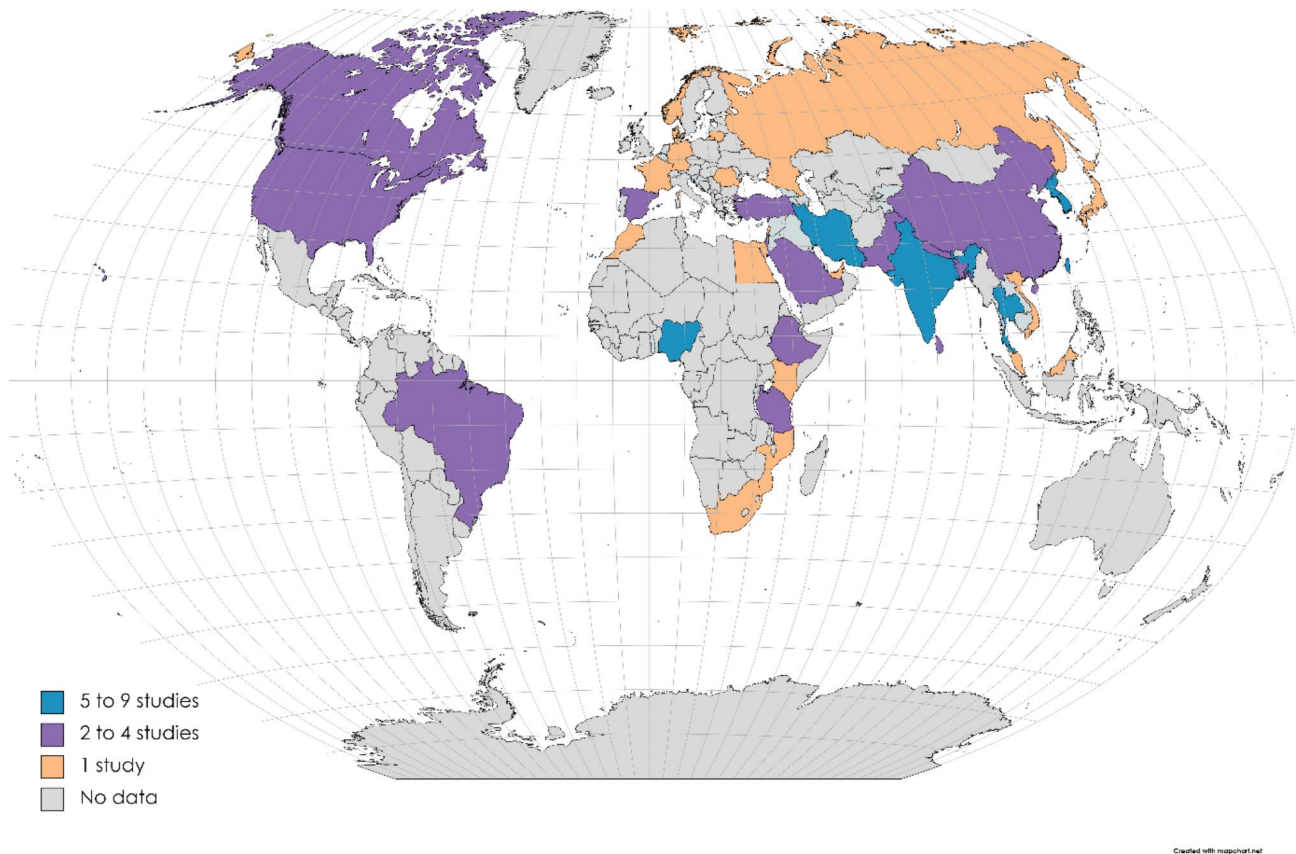 5 to 9 studies
2 to 4 studies
1 study
No data
Created with mapchart.net